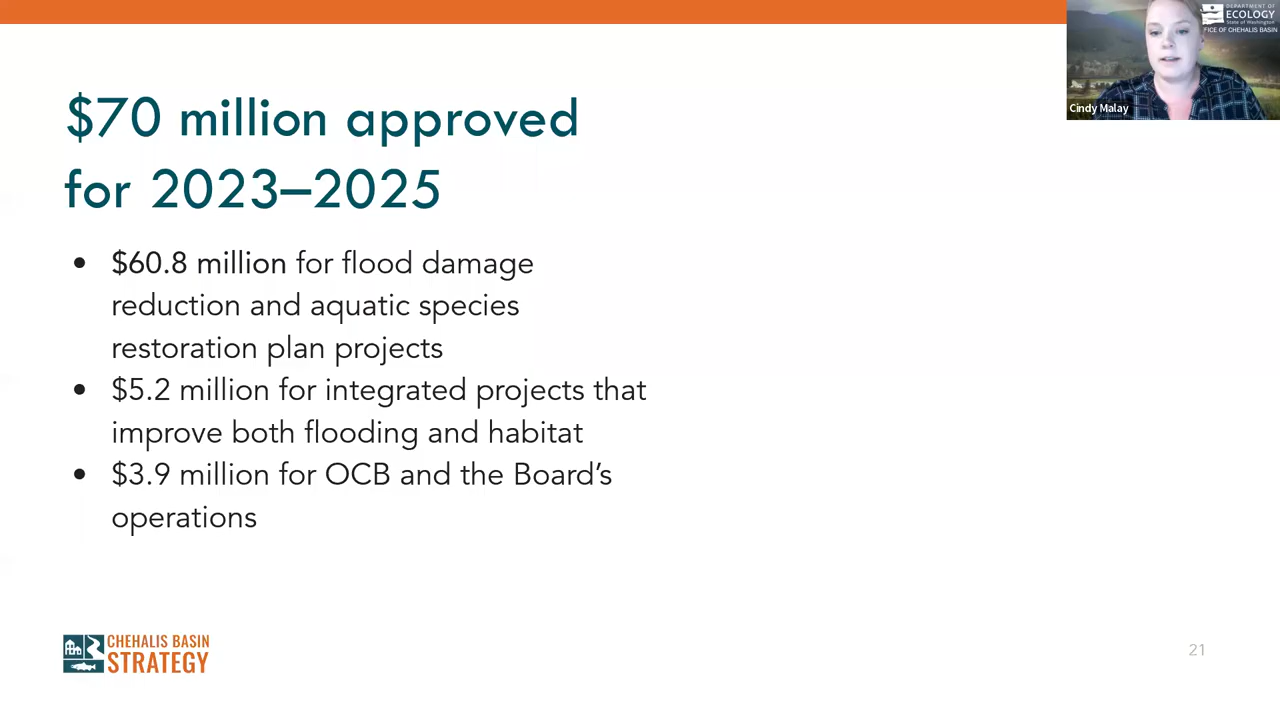 $70 million approved
for 2023–2025
• $60.8 million for flood damage
reduction and aquatic species
restoration plan projects
• $5.2 million for integrated projects that
improve both flooding and habitat
• $3.9 million for OCB and the Board's
operations
CHEHALIS BASIN
STRATEGY
21
DEPARTMENT OF
ECOLOGY
State of Washington
FICE OF CHEHALIS BASIN
Cindy Malay